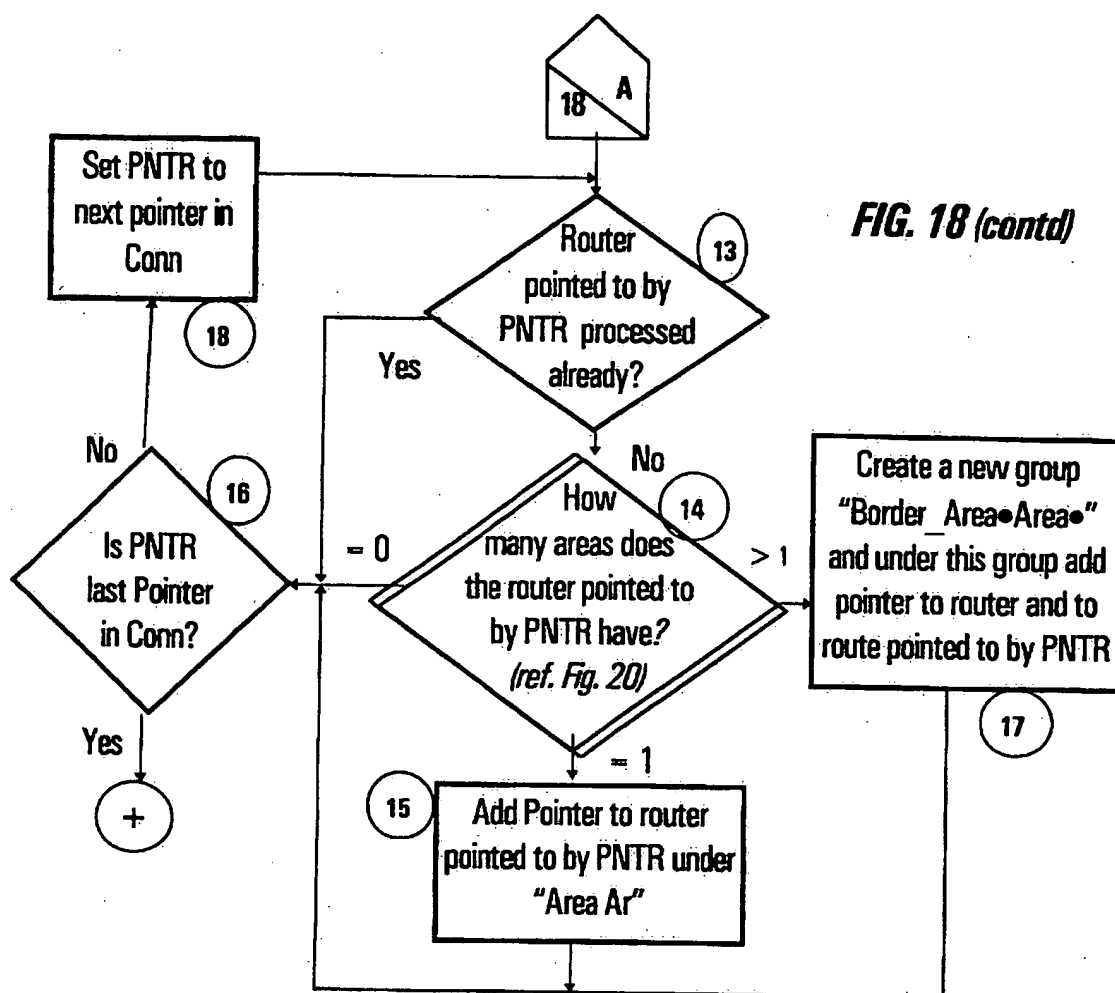 18 A
Set PNTR to
next pointer in
Conn
18
FIG. 18 (contd)
Router
pointed to by
PNTR processed
already?
13
Yes
No
No
Is PNTR
last Pointer
in Conn?
16
Yes
+
= 0
How
many areas does
the router pointed to
by PNTR have?
(ref. Fig. 20)
14
> 1
= 1
Create a new group
“Border_Area•Area•”
and under this group add
pointer to router and to
route pointed to by PNTR
17
15
Add Pointer to router
pointed to by PNTR under
“Area Ar”